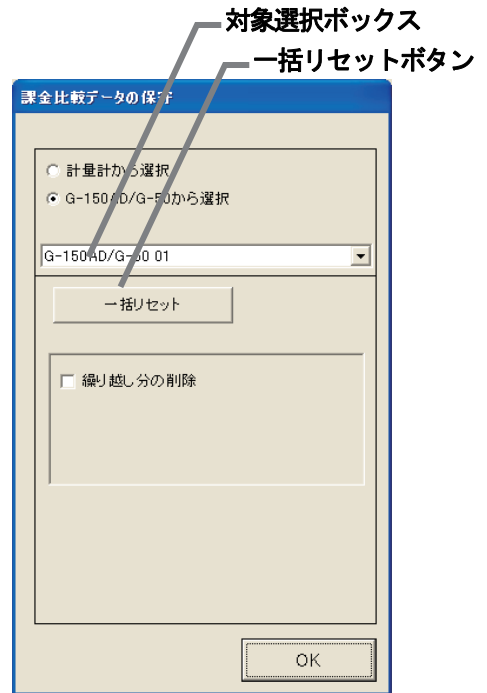 対象選択ボックス
一括リセットボタン
課金比較データの保守
計量計から選択
G-150AD/G-50から選択
G-150AD/G-50 01
一括リセット
繰り越し分の削除
OK